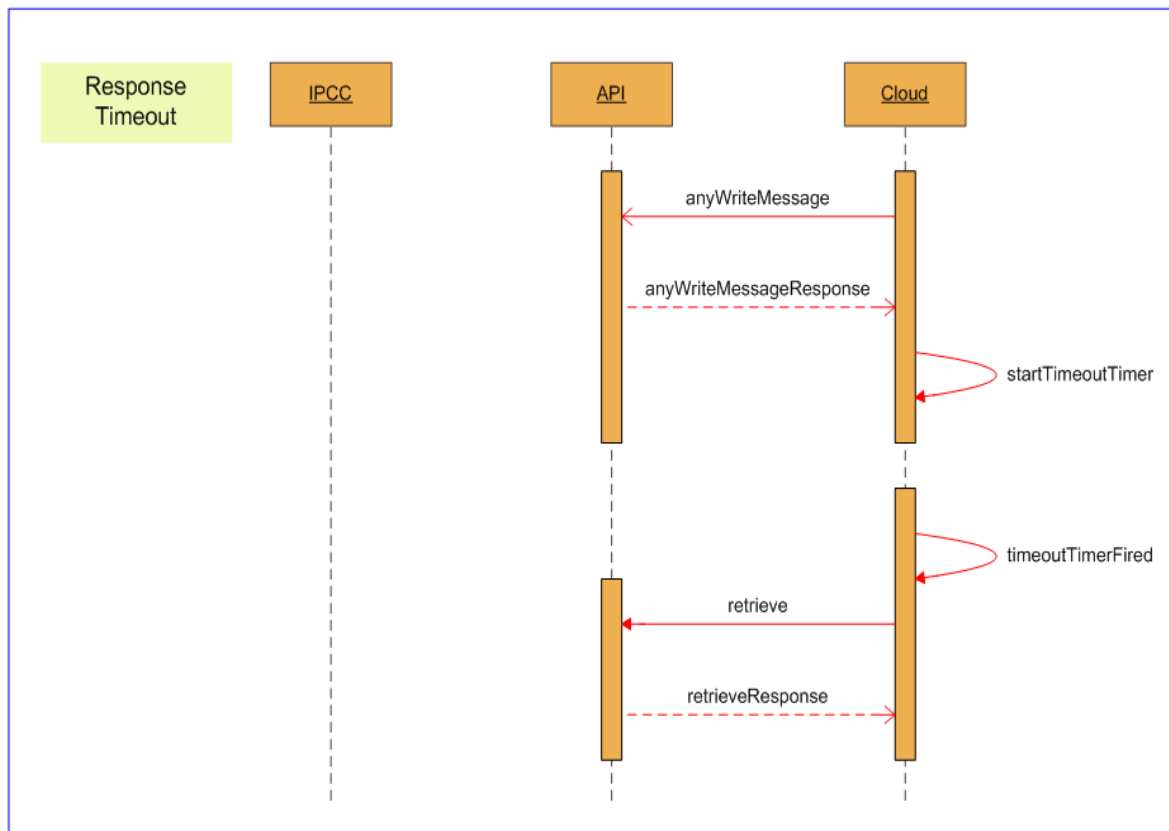 Response
Timeout
IPCC
API
Cloud
anyWriteMessage
anyWriteMessageResponse
startTimeoutTimer
timeoutTimerFired
retrieve
retrieveResponse